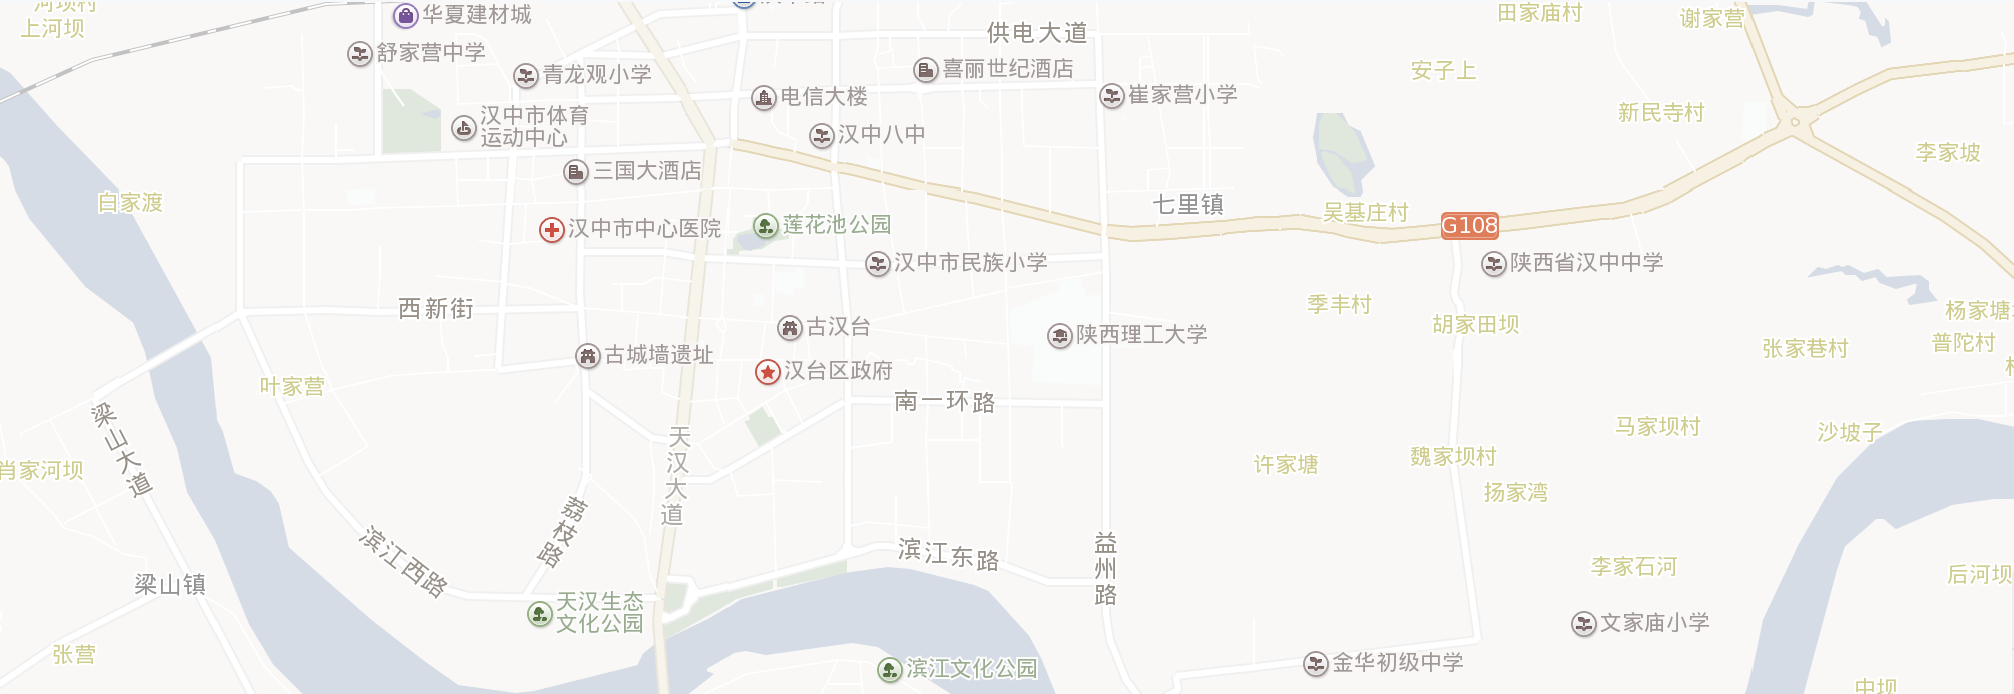 河坝村
上河坝
华夏建材城
舒家营中学
青龙观小学
供电大道
田家庙村
谢家营
喜丽世纪酒店
安子上
电信大楼
崔家营小学
汉中市体育
运动中心
汉中八中
新民寺村
李家坡
三国大酒店
白家渡
七里镇
吴基庄村
G108
汉中市中心医院
莲花池公园
汉中市民族小学
陕西省汉中中学
西新街
季丰村
杨家塘
胡家田坝
古汉台
陕西理工大学
普陀村
张家巷村
古城墙遗址
汉台区政府
叶家营
南一环路
梁山大道
天汉大道
马家坝村
沙坡子
肖家河坝
许家塘
魏家坝村
扬家湾
荔枝路
滨江西路
滨江东路
益州路
李家石河
后河坝
梁山镇
天汉生态
文化公园
文家庙小学
张营
滨江文化公园
金华初级中学
中坝